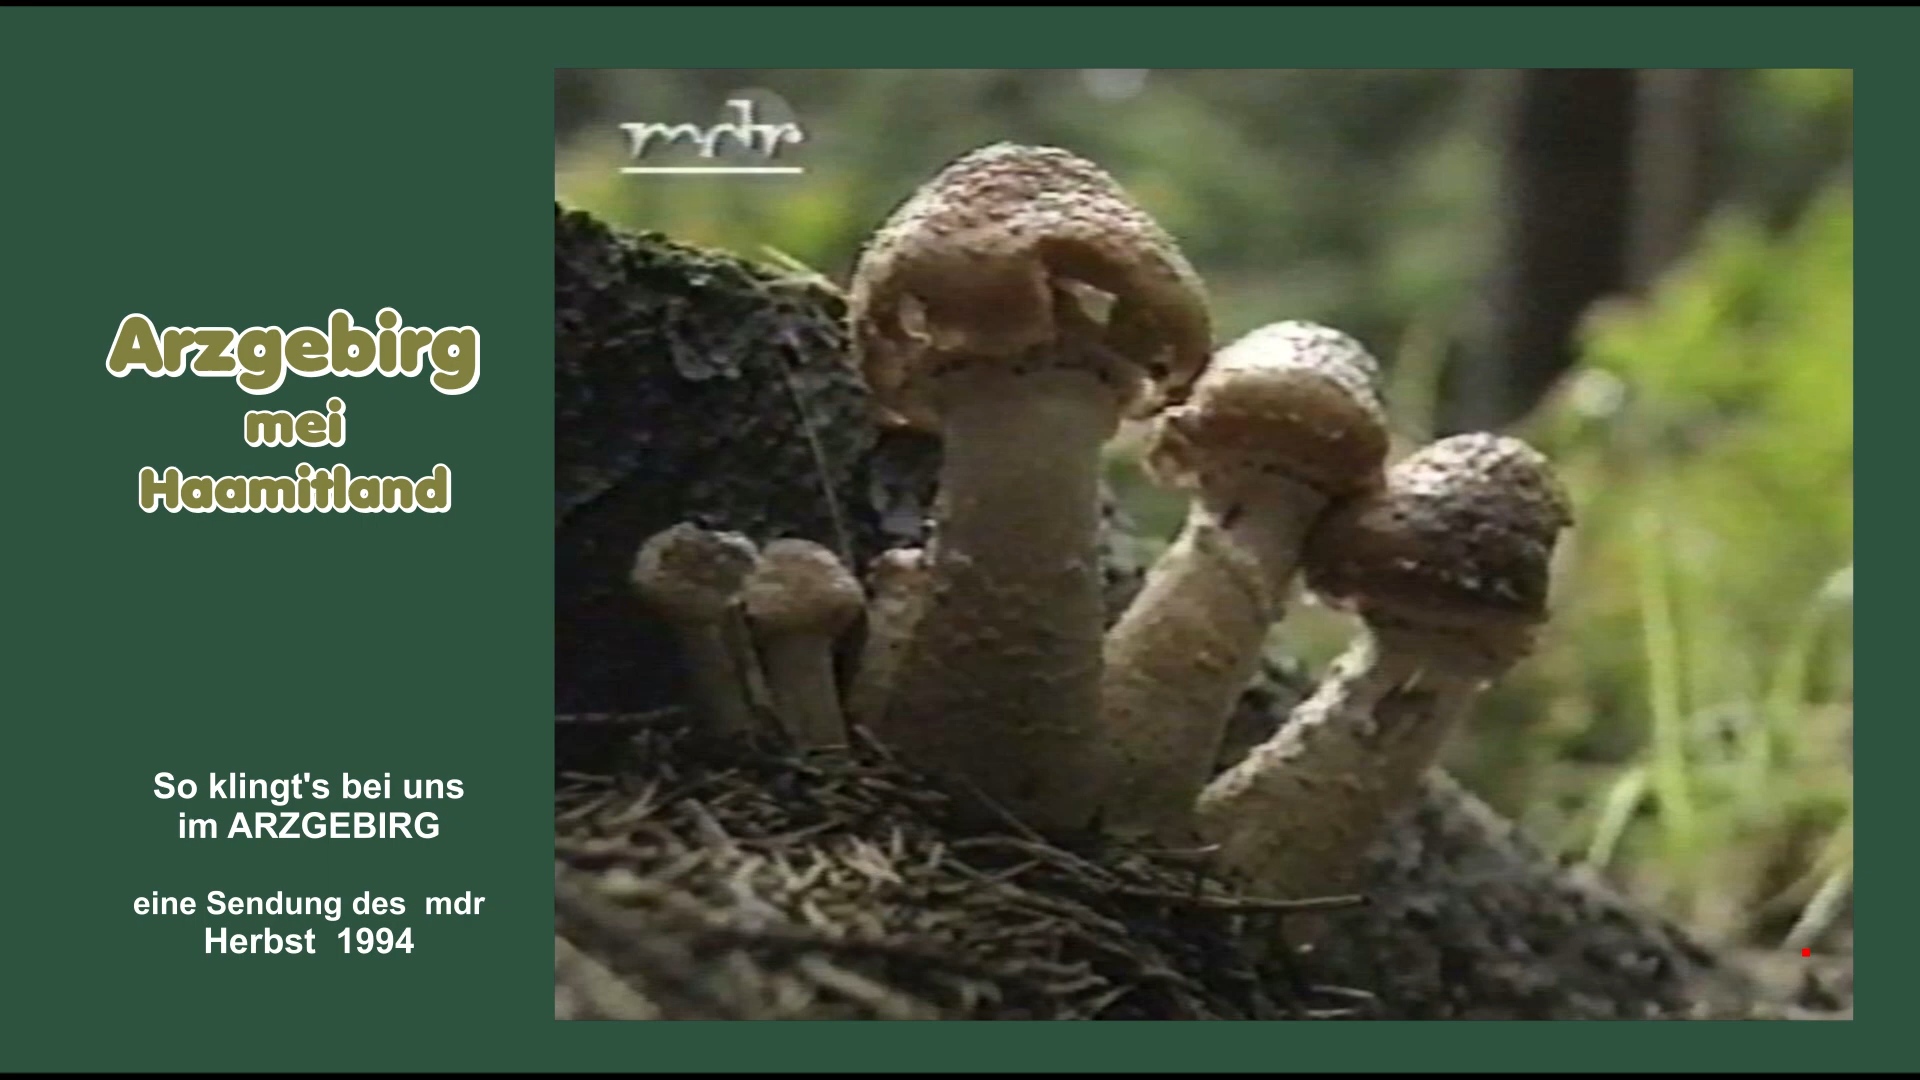 mdr
Arzgebirg
mei
Haamitland
So klingt's bei uns
im ARZGEBIRG
eine Sendung des  mdr
Herbst  1994